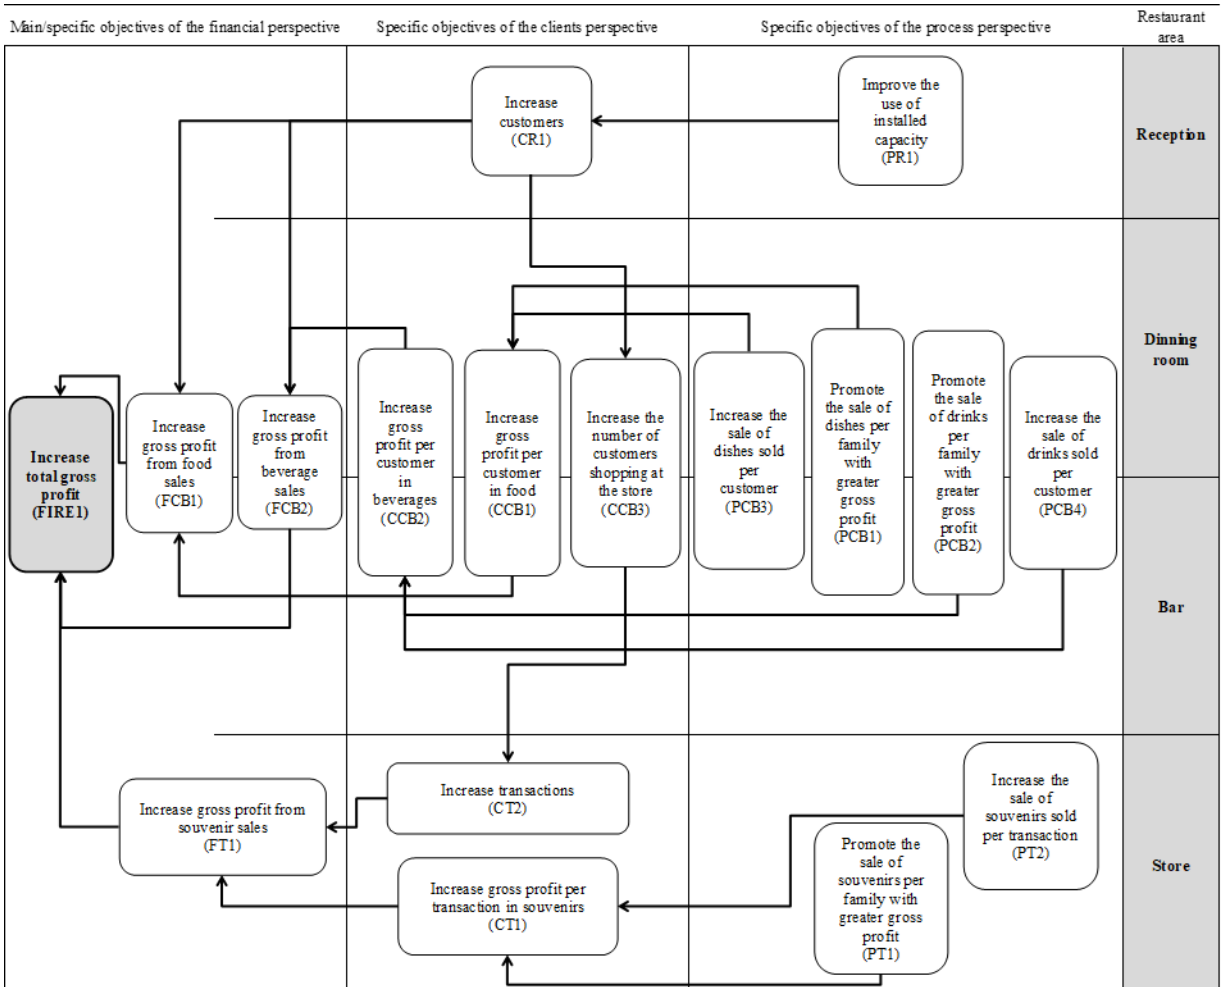 Main/specific objectives of the financial perspective
Specific objectives of the clients perspective
Specific objectives of the process perspective
Restaurant
area
Increase
customers
(CR1)
Improve the
use of
installed
capacity
(PR1)
Reception
Increase
total gross
profit
(FIRE1)
Increase
gross profit
from food
sales
(FCB1)
Increase
gross profit
from
beverage
sales
(FCB2)
Increase
gross
profit per
customer
in
beverages
(CCB2)
Increase
gross
profit per
customer
in food
(CCB1)
Increase the
number of
customers
shopping at
the store
(CCB3)
Increase the
sale of
dishes sold
per
customer
(PCB3)
Promote
the sale of
dishes per
family
with
greater
gross
profit
(PCB1)
Promote
the sale
of drinks
per
family
with
greater
gross
profit
(PCB2)
Increase the
sale of
drinks sold
per
customer
(PCB4)
Dinning
room
Bar
Increase gross profit from
souvenir sales
(FT1)
Increase transactions
(CT2)
Increase gross profit per
transaction in souvenirs
(CT1)
Promote the
sale of
souvenirs per
family with
greater gross
profit
(PT1)
Increase the
sale of
souvenirs sold
per transaction
(PT2)
Store